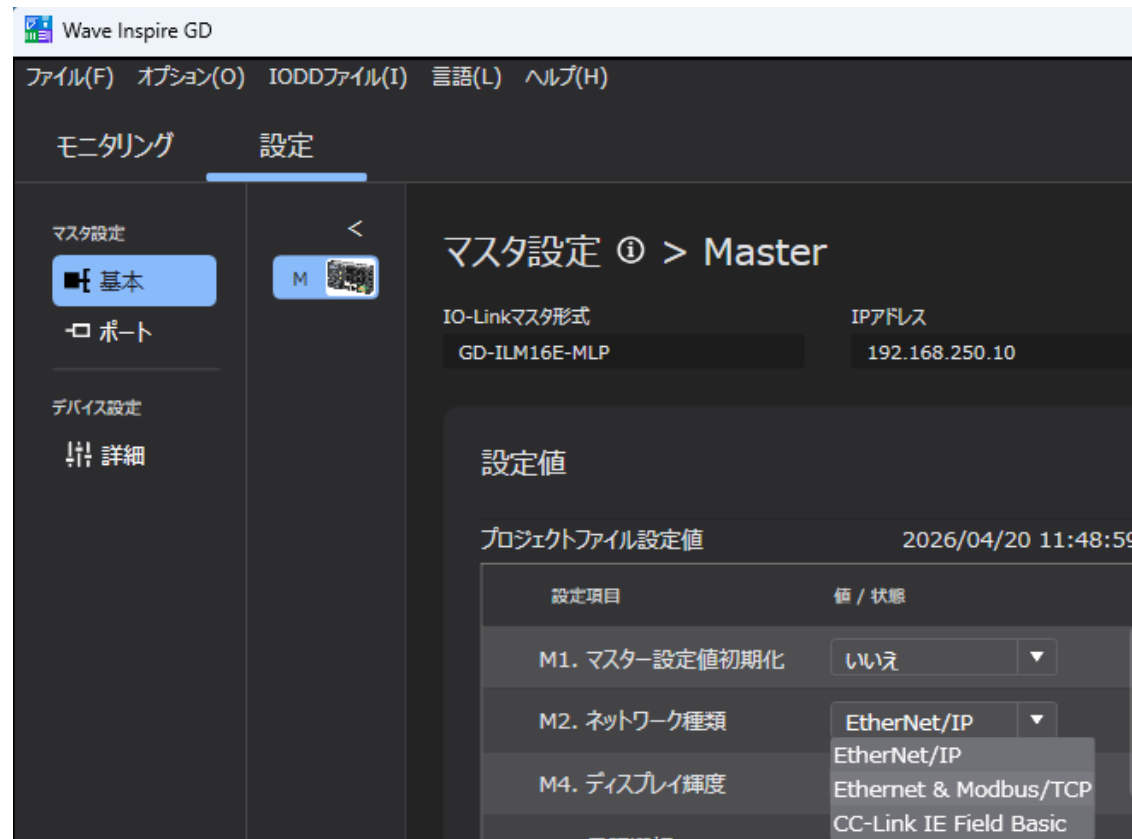 Wave Inspire GD
ファイル(F) オプション(O) IODDファイル(I) 言語(L) ヘルプ(H)
モニタリング 設定
マスタ設定
基本
ポート
デバイス設定
詳細
<
M
マスタ設定 > Master
IO-Linkマスタ形式 IPアドレス
GD-ILM16E-MLP 192.168.250.10
設定値
プロジェクトファイル設定値 2026/04/20 11:48:59
設定項目 値 / 状態
M1. マスター設定値初期化 いいえ
M2. ネットワーク種類 EtherNet/IP
EtherNet/IP
M4. ディスプレイ輝度
Ethernet & Modbus/TCP
CC-Link IE Field Basic